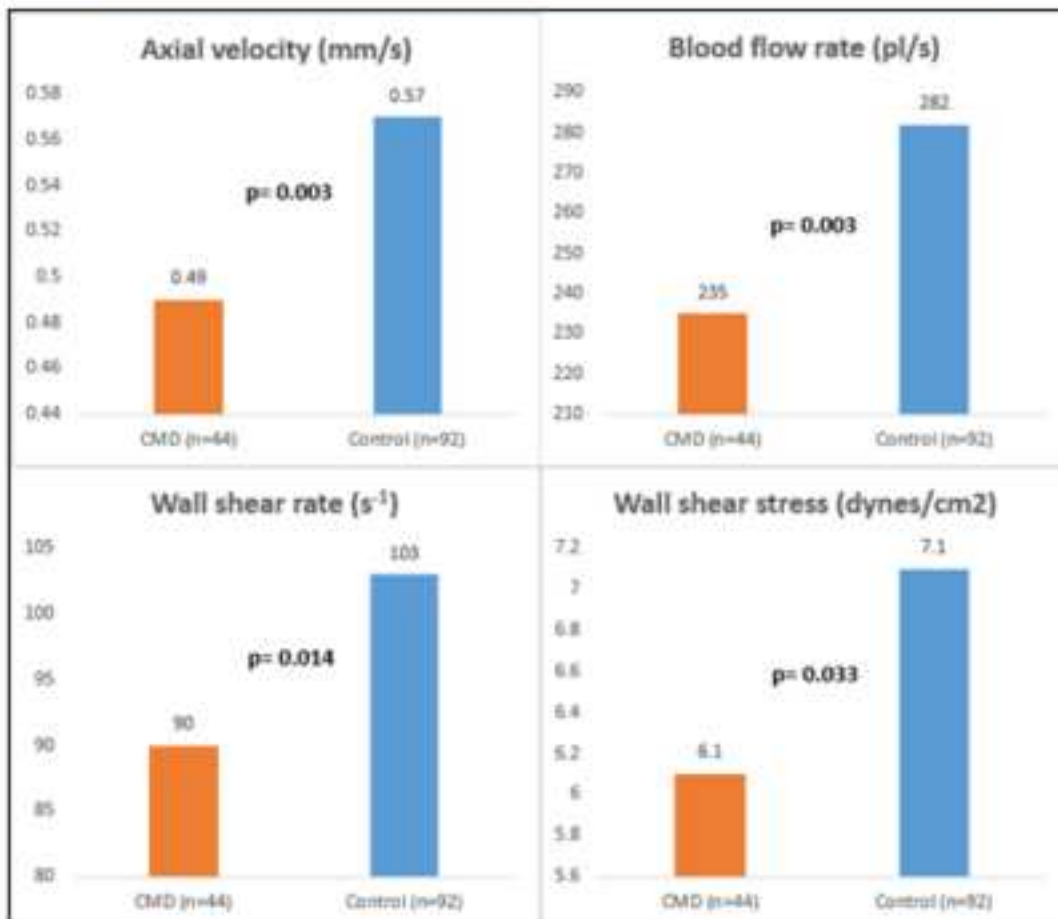 Axial velocity (mm/s)
0.58
0.56
0.54
0.52
0.5
0.48
0.46
0.44
0.57
p= 0.003
0.49
CMD (n=44)
Control (n=92)
Blood flow rate (pl/s)
290
280
270
260
250
240
230
220
210
282
p= 0.003
235
CMD (n=44)
Control (n=92)
Wall shear rate (s-1)
105
100
95
90
85
80
103
p= 0.014
90
CMD (n=44)
Control (n=92)
Wall shear stress (dynes/cm2)
7.2
7
6.8
6.6
6.4
6.2
6
5.8
5.6
7.1
p= 0.033
6.1
CMD (n=44)
Control (n=92)